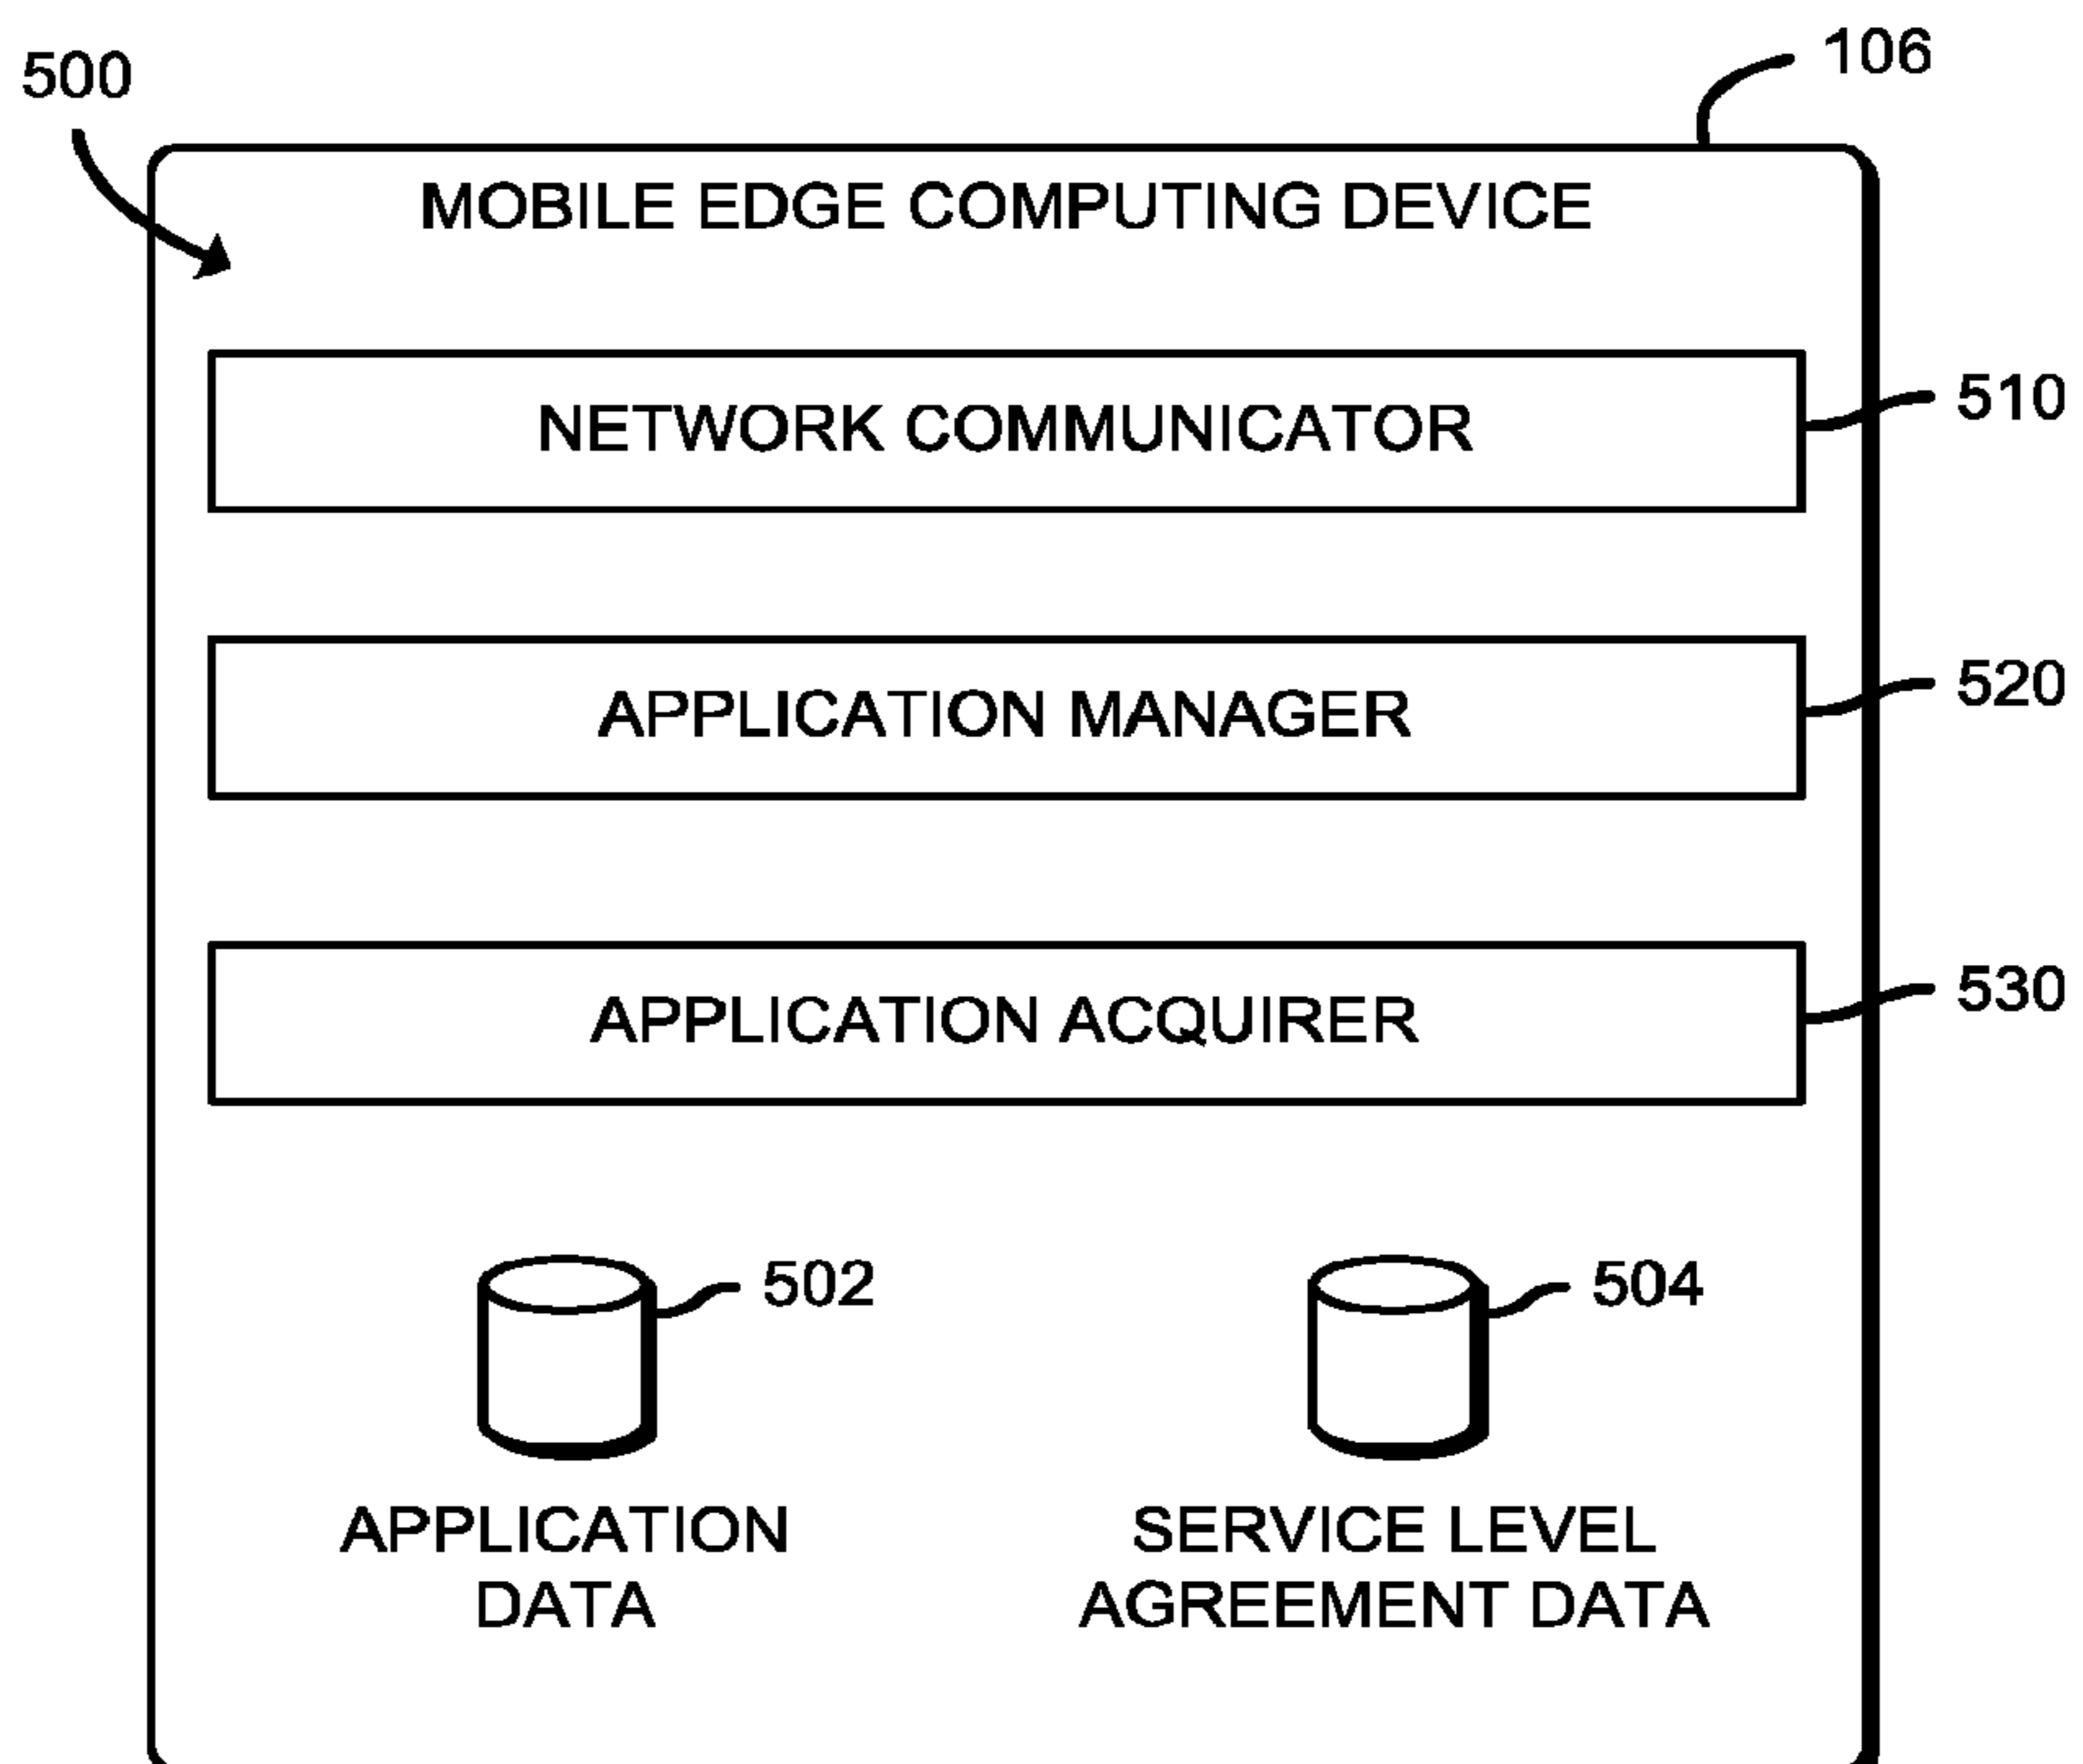 500
106
MOBILE EDGE COMPUTING DEVICE
NETWORK COMMUNICATOR
510
APPLICATION MANAGER
520
APPLICATION ACQUIRER
530
502
504
APPLICATION
DATA
SERVICE LEVEL
AGREEMENT DATA